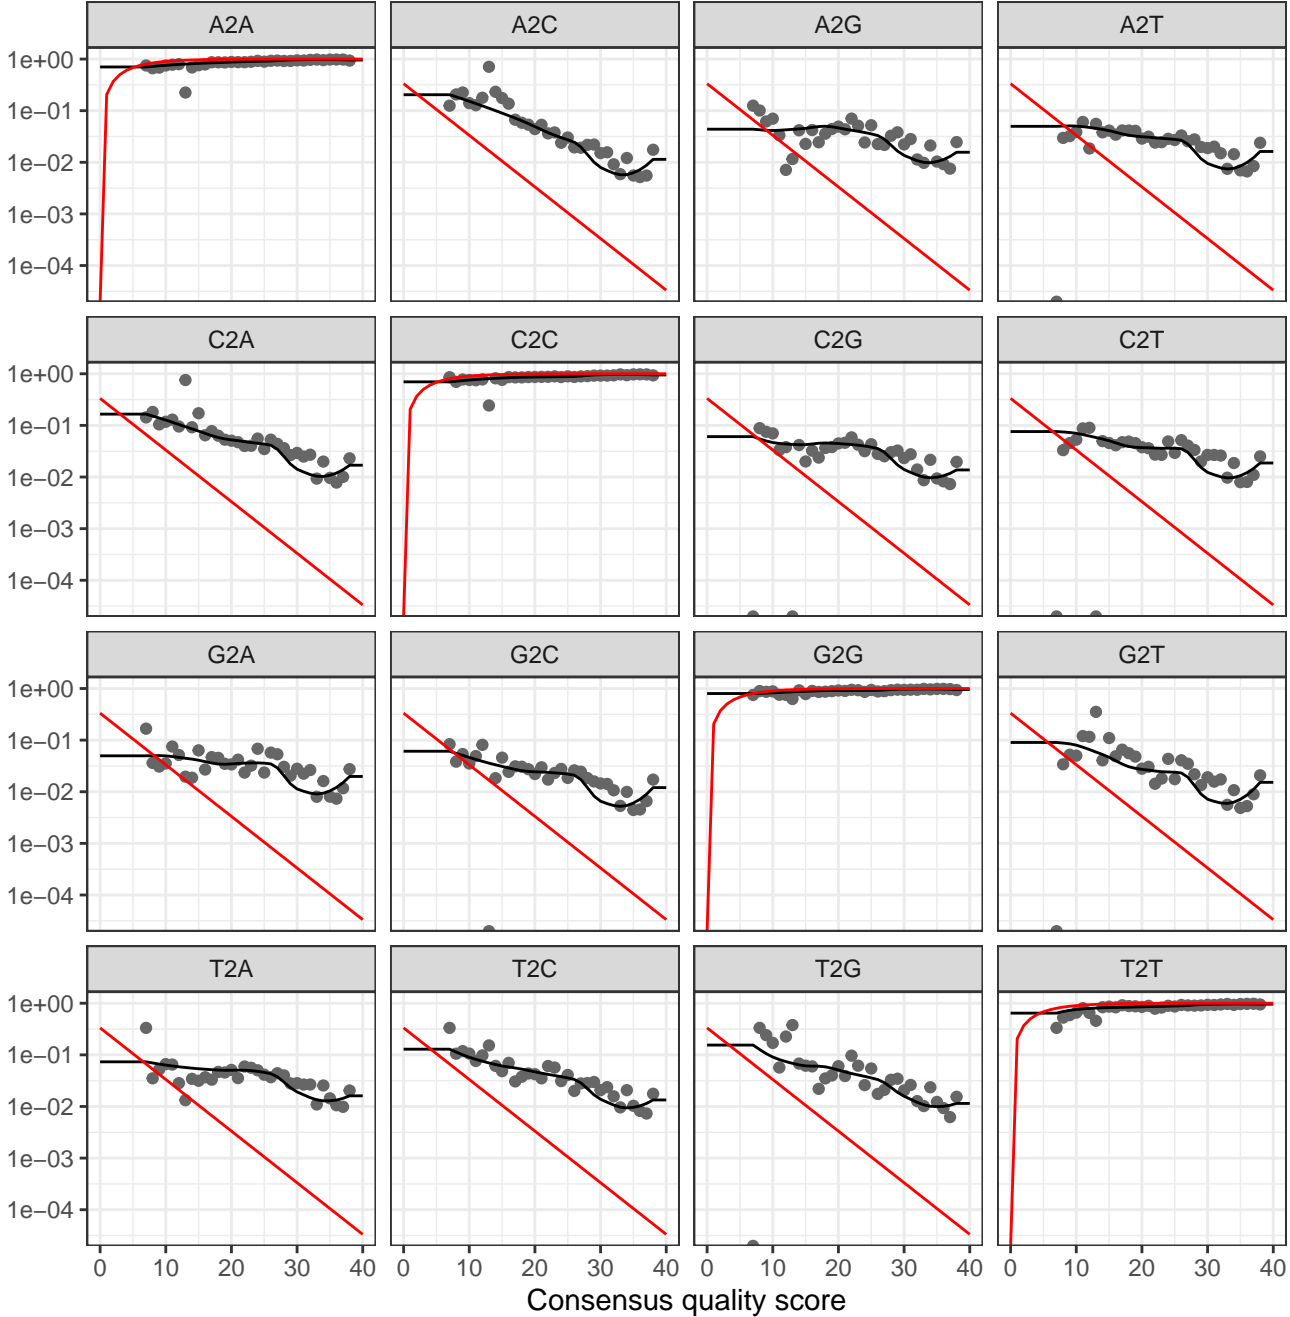 A2A A2C A2G A2T
1e+00
1e−01
1e−02
1e−03
1e−04
C2A C2C C2G C2T
1e+00
1e−01
1e−02
1e−03
1e−04
G2A G2C G2G G2T
1e+00
1e−01
1e−02
1e−03
1e−04
T2A T2C T2G T2T
1e+00
1e−01
1e−02
1e−03
1e−04
0 10 20 30 40 0 10 20 30 40 0 10 20 30 40 0 10 20 30 40
Consensus quality score